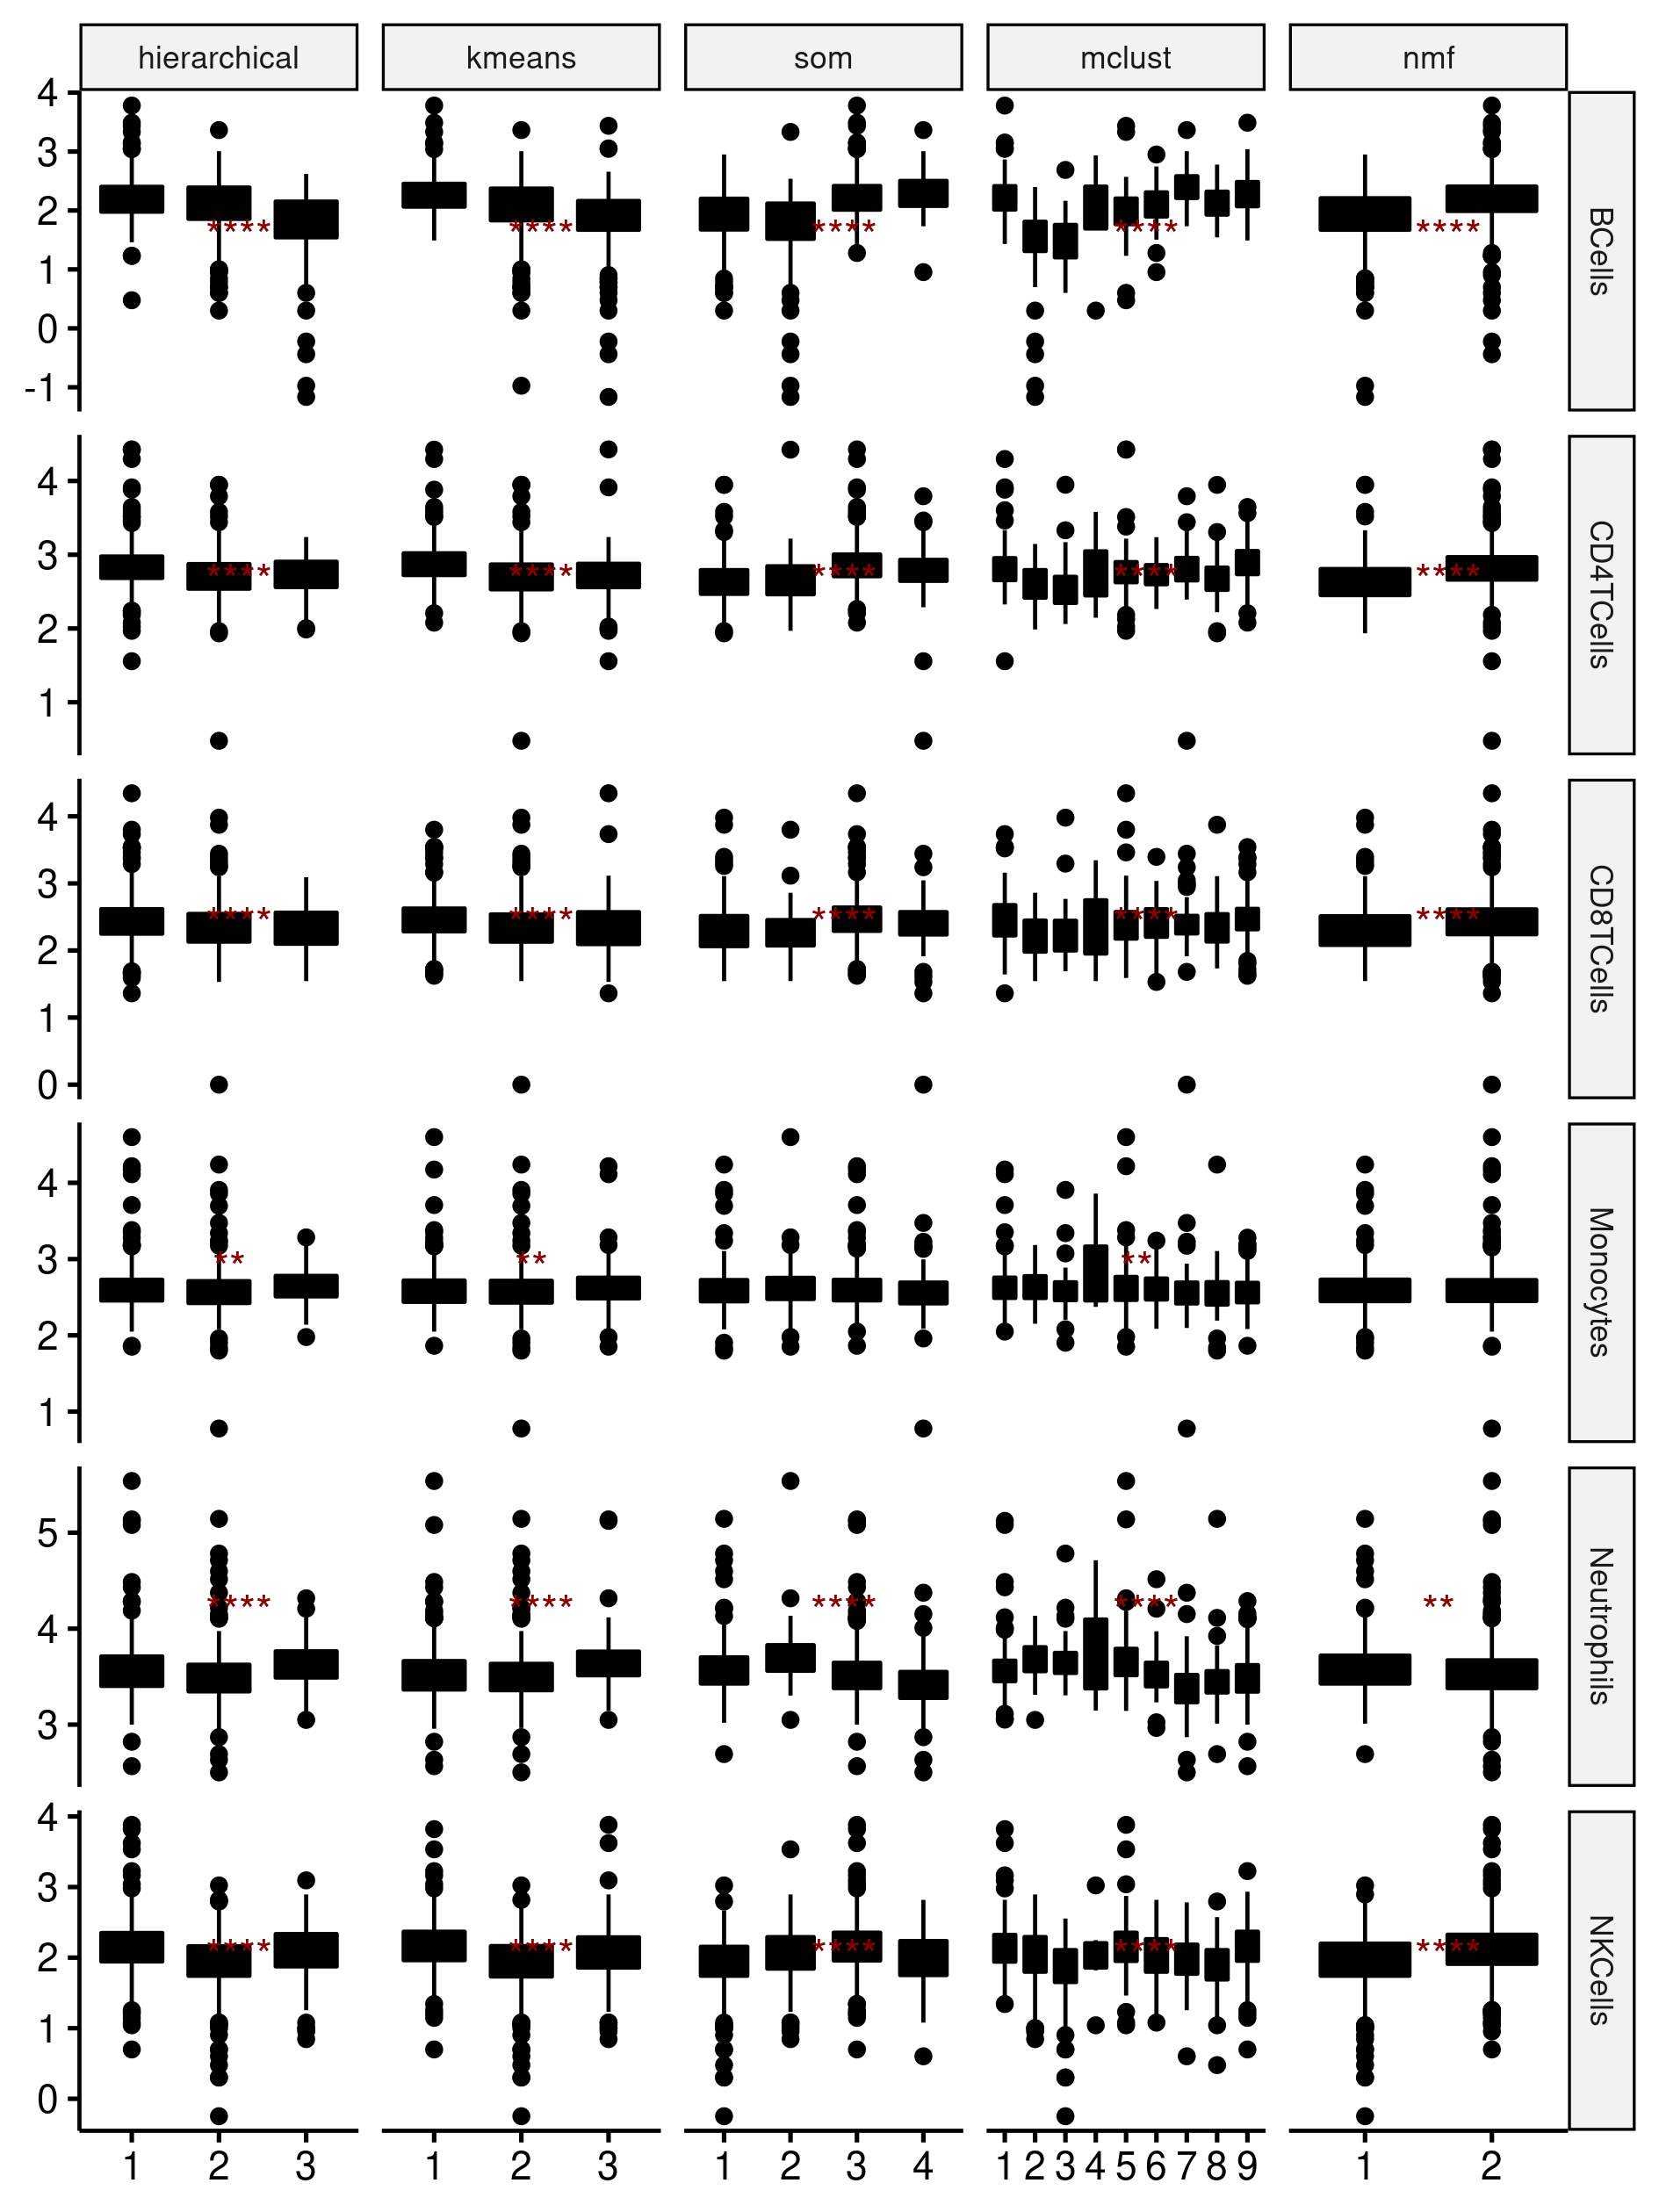 hierarchical kmeans som mclust nmf
4
3
2
1
0
-1
**** **** **** **** ****
BCells
4
3
2
1
**** **** **** **** ****
CD4TCells
4
3
2
1
0
**** **** **** **** ****
CD8TCells
4
3
2
1
** ** **
Monocytes
5
4
3
**** **** **** **** **
Neutrophils
4
3
2
1
0
**** **** **** **** ****
NKCells
1 2 3 1 2 3 1 2 3 4 1 2 3 4 5 6 7 8 9 1 2